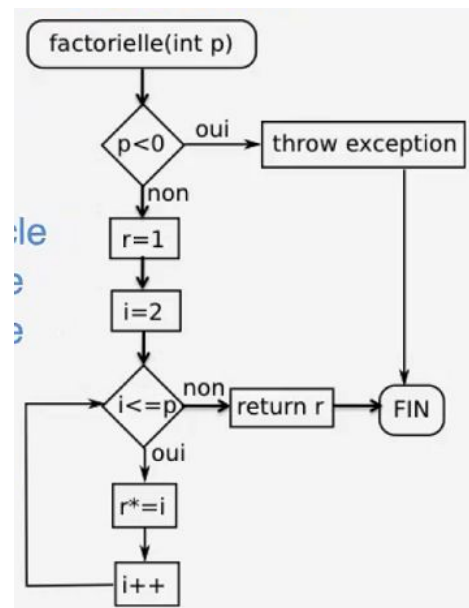 factorielle(int p)
p<0
oui
throw exception
non
r=1
i=2
i<=p
non
return r
FIN
oui
r*=i
i++